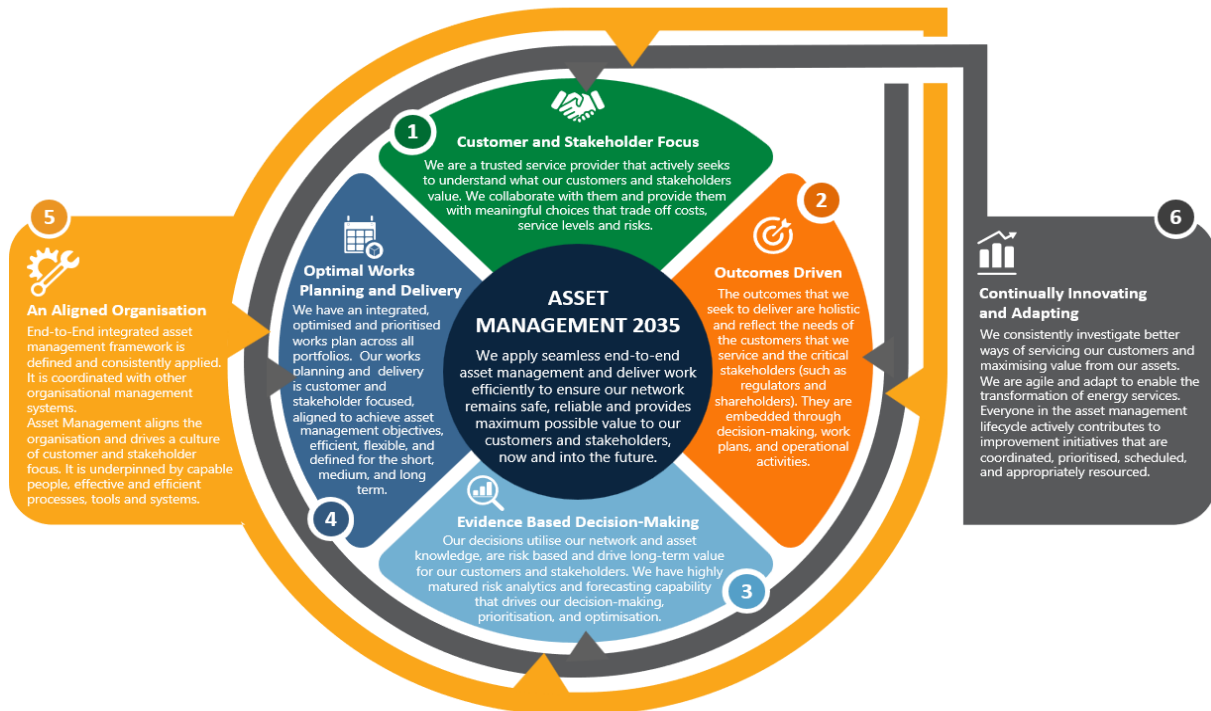 1
Customer and Stakeholder Focus
We are a trusted service provider that actively seeks
to understand what our customers and stakeholders
value. We collaborate with them and provide them
with meaningful choices that trade off costs,
service levels and risks.
2
Outcomes Driven
The outcomes that we
seek to deliver are holistic
and reflect the needs of
the customers that we
service and the critical
stakeholders (such as
regulators and
shareholders). They are
embedded through
decision-making, work
plans, and operational
activities.
3
Evidence Based Decision-Making
Our decisions utilise our network and asset
knowledge, are risk based and drive long-term value
for our customers and stakeholders. We have highly
matured risk analytics and forecasting capability
that drives our decision-making,
prioritisation, and optimisation.
4
Optimal Works
Planning and Delivery
We have an integrated,
optimised and prioritised
works plan across all
portfolios. Our works
planning and delivery
is customer and
stakeholder focused,
aligned to achieve asset
management objectives,
efficient, flexible, and
defined for the short,
medium, and long
term.
ASSET
MANAGEMENT 2035
We apply seamless end-to-end
asset management and deliver work
efficiently to ensure our network
remains safe, reliable and provides
maximum possible value to our
customers and stakeholders,
now and into the future.
5
An Aligned Organisation
End-to-End integrated asset
management framework is
defined and consistently applied.
It is coordinated with other
organisational management
systems.
Asset Management aligns the
organisation and drives a culture
of customer and stakeholder
focus. It is underpinned by capable
people, effective and efficient
processes, tools and systems.
6
Continually Innovating
and Adapting
We consistently investigate better
ways of servicing our customers and
maximising value from our assets.
We are agile and adapt to enable the
transformation of energy services.
Everyone in the asset management
lifecycle actively contributes to
improvement initiatives that are
coordinated, prioritised, scheduled,
and appropriately resourced.